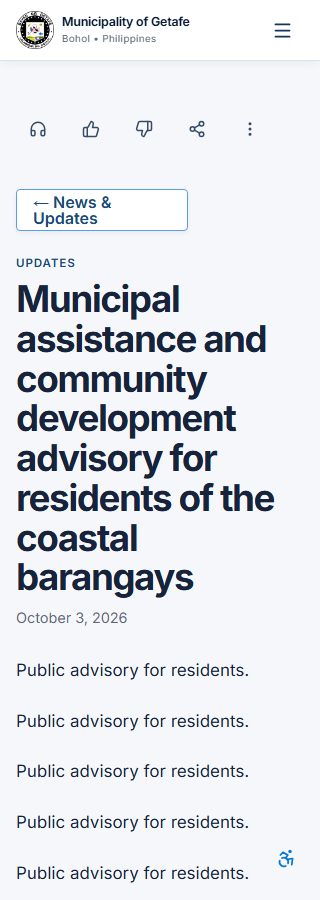 Municipality of Getafe
Bohol • Philippines
← News &
Updates
UPDATES
Municipal
assistance and
community
development
advisory for
residents of the
coastal
barangays
October 3, 2026
Public advisory for residents.
Public advisory for residents.
Public advisory for residents.
Public advisory for residents.
Public advisory for residents.